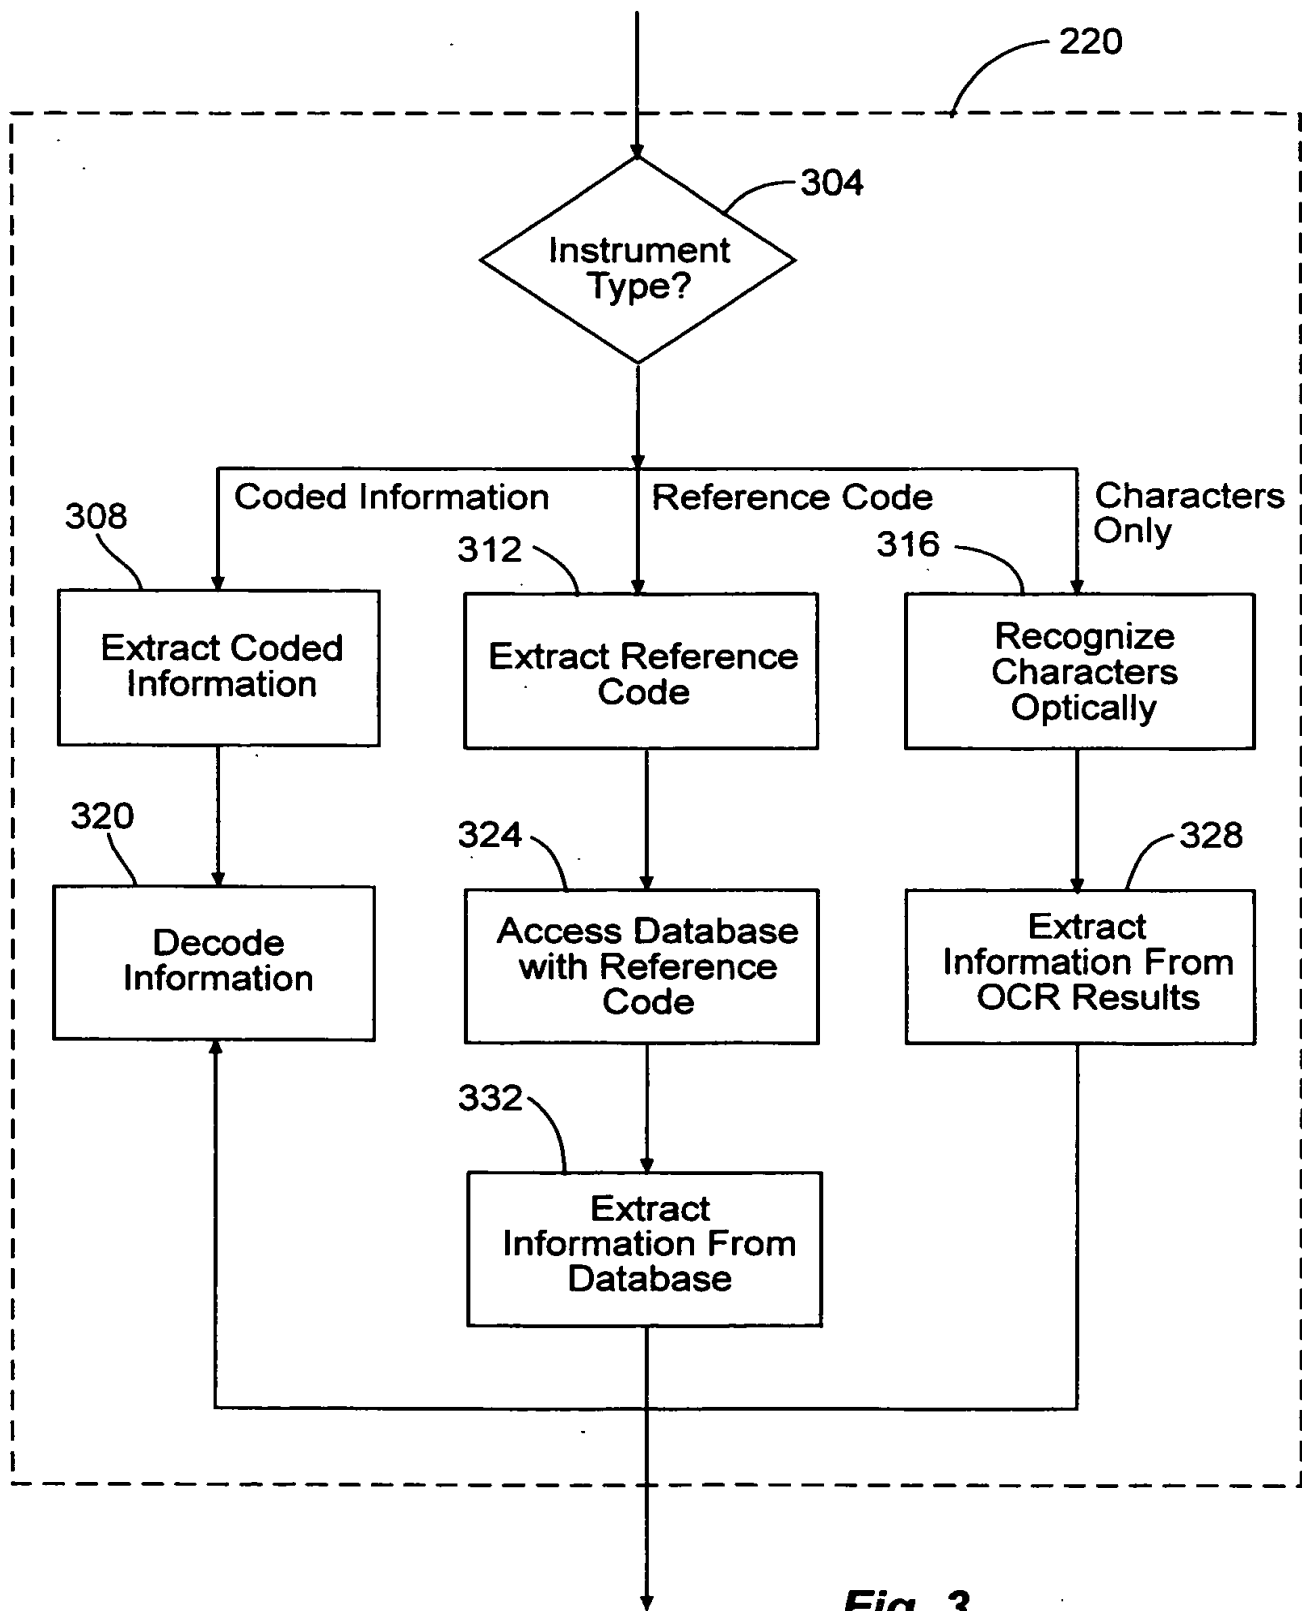 220
304
Instrument
Type?
Coded Information
Reference Code
Characters
Only
308
312
316
Extract Coded
Information
Extract Reference
Code
Recognize
Characters
Optically
320
324
328
Decode
Information
Access Database
with Reference
Code
Extract
Information From
OCR Results
332
Extract
Information From
Database
Fig. 3